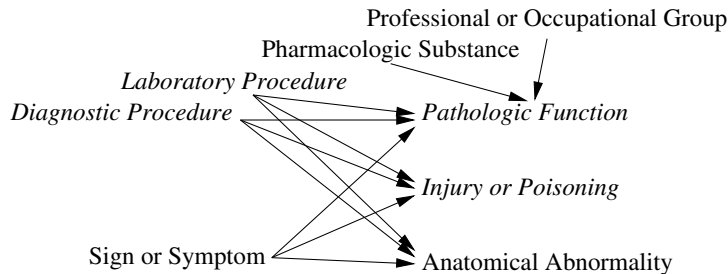 Professional or Occupational Group
Pharmacologic Substance
Laboratory Procedure
Diagnostic Procedure
Pathologic Function
Injury or Poisoning
Sign or Symptom
Anatomical Abnormality